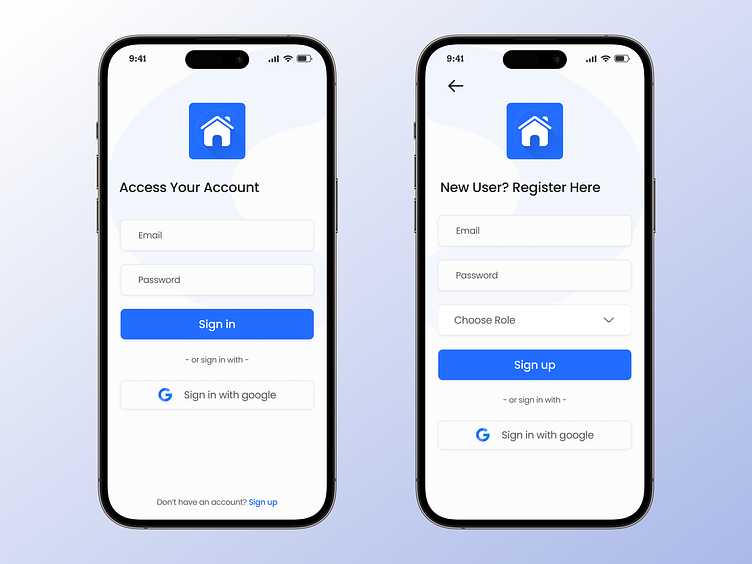 9:41
Access Your Account
Email
Password
Sign in
- or sign in with -
Sign in with google
Don't have an account? Sign up
9:41
New User? Register Here
Email
Password
Choose Role
Sign up
- or sign in with -
Sign in with google